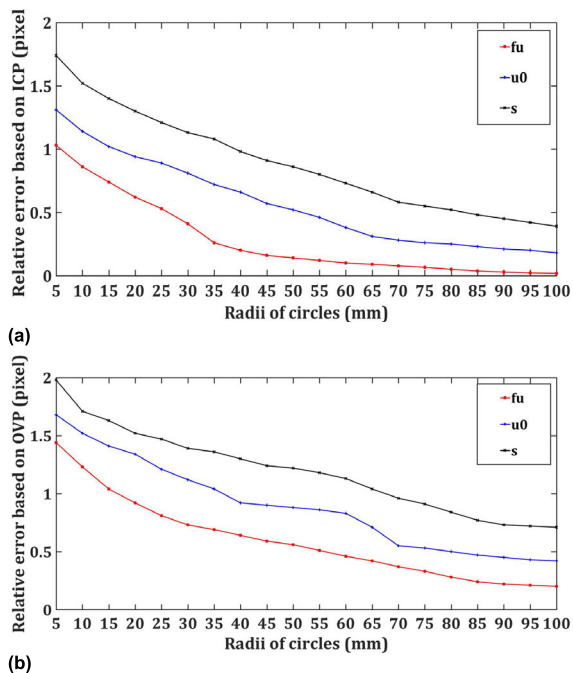 Relative error based on ICP (pixel
2
1.5
1
0.5
0
fu
u0
s
5 10 15 20 25 30 35 40 45 50 55 60 65 70 75 80 85 90 95 100
Radii of circles (mm)
(a)
Relative error based on OVP (pixel)
2
1.5
1
0.5
0
fu
u0
s
5 10 15 20 25 30 35 40 45 50 55 60 65 70 75 80 85 90 95 100
Radii of circles (mm)
(b)